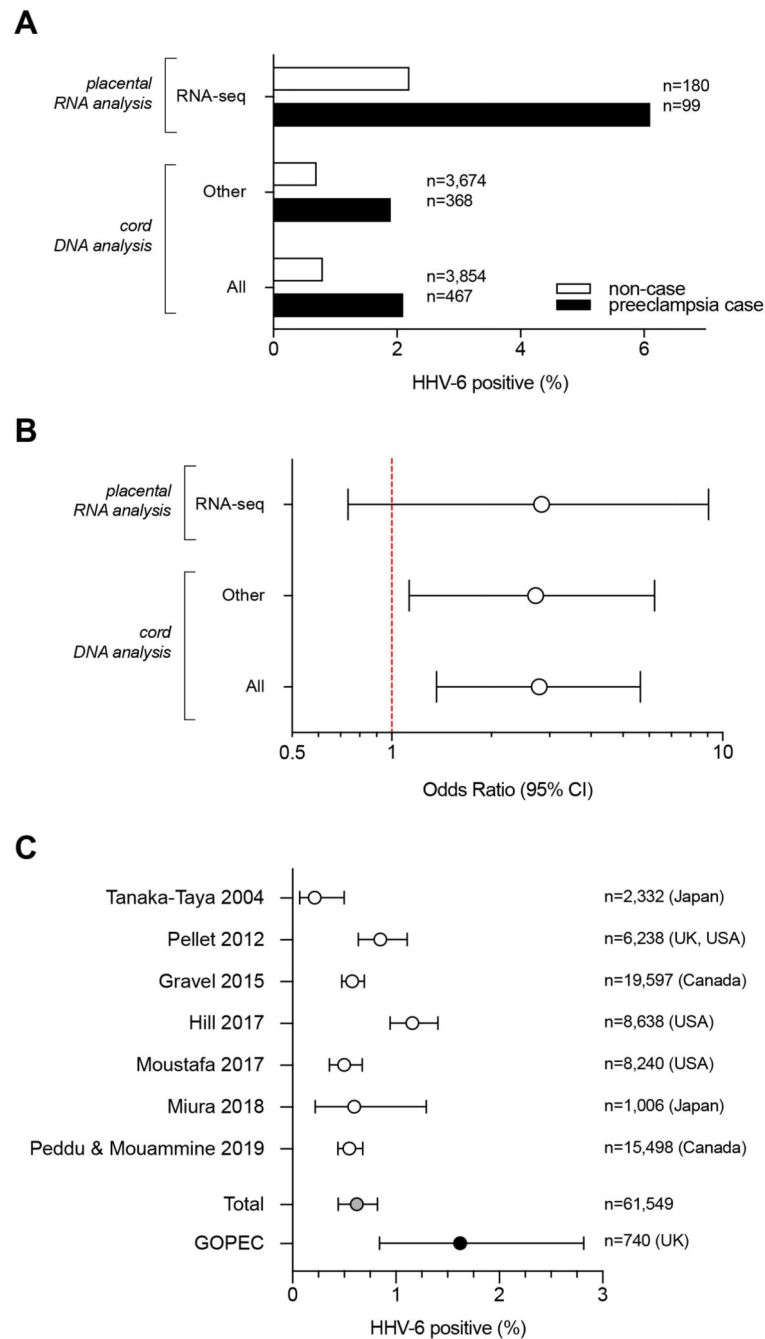 A
placental
RNA analysis
RNA-seq
n=180
n=99
Other
n=3,674
n=368
cord
DNA analysis
All
n=3,854
n=467
non-case
preeclampsia case
0 2 4 6
HHV-6 positive (%)
B
placental
RNA analysis
RNA-seq
Other
cord
DNA analysis
All
0.5 1 10
Odds Ratio (95% CI)
C
Tanaka-Taya 2004 n=2,332 (Japan)
Pellet 2012 n=6,238 (UK, USA)
Gravel 2015 n=19,597 (Canada)
Hill 2017 n=8,638 (USA)
Moustafa 2017 n=8,240 (USA)
Miura 2018 n=1,006 (Japan)
Peddu & Mouammine 2019 n=15,498 (Canada)
Total n=61,549
GOPEC n=740 (UK)
0 1 2 3
HHV-6 positive (%)